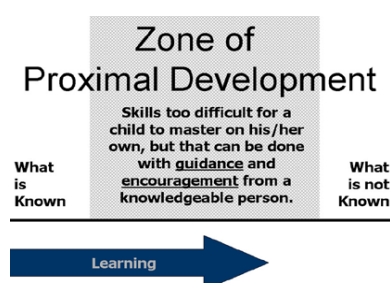 Zone of
Proximal Development
Skills too difficult for a
child to master on his/her
own, but that can be done
with guidance and
encouragement from a
knowledgeable person.
What
is
Known
What
is not
Known
Learning